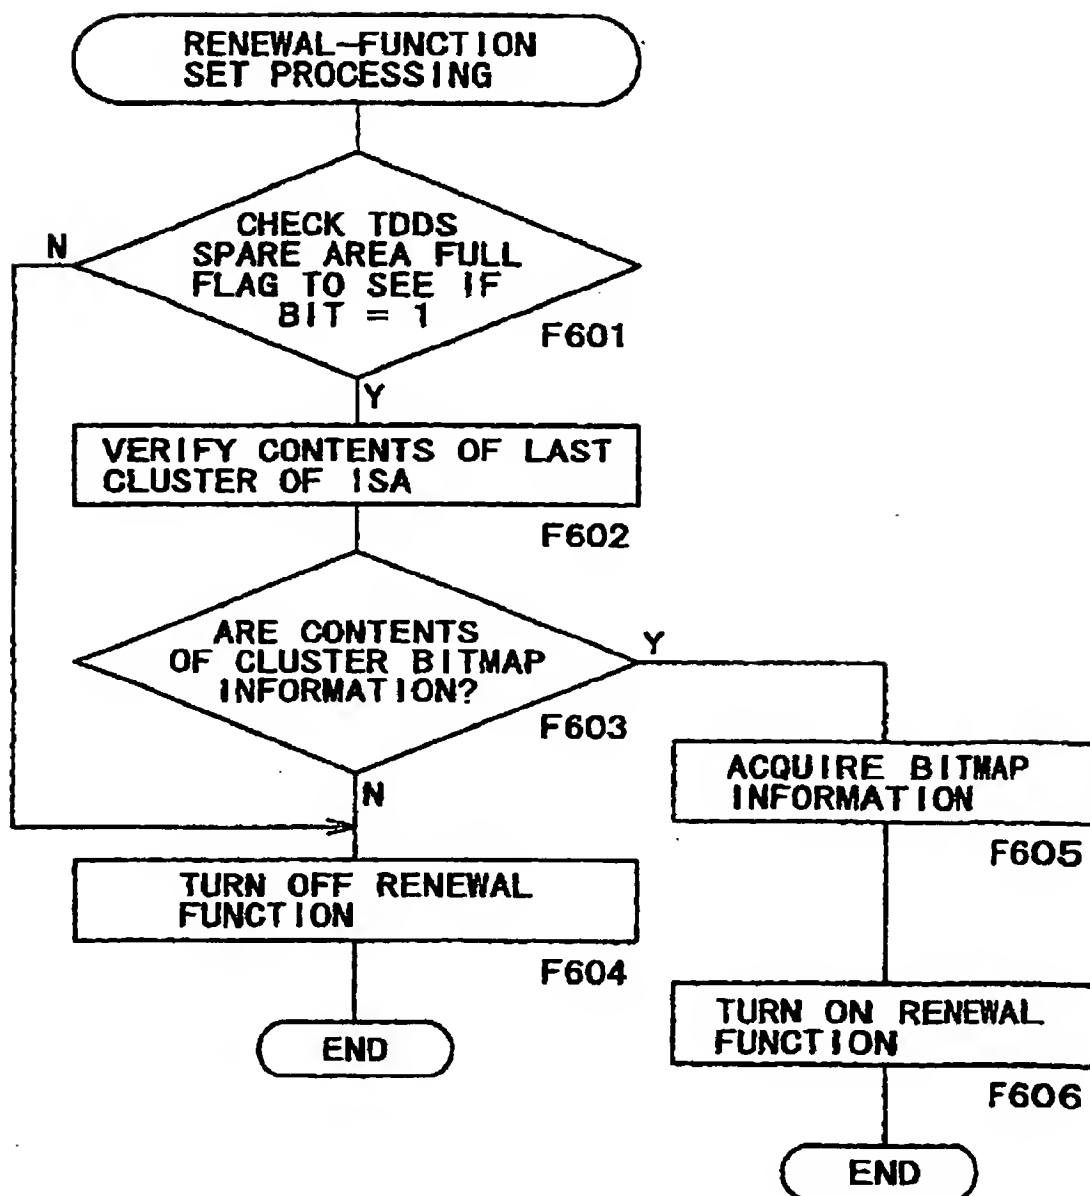 RENEWAL-FUNCTION
SET PROCESSING
CHECK TDDS
SPARE AREA FULL
FLAG TO SEE IF
BIT = 1
N
F601
Y
VERIFY CONTENTS OF LAST
CLUSTER OF ISA
F602
ARE CONTENTS
OF CLUSTER BITMAP
INFORMATION?
Y
F603
N
ACQUIRE BITMAP
INFORMATION
F605
TURN OFF RENEWAL
FUNCTION
F604
TURN ON RENEWAL
FUNCTION
F606
END
END